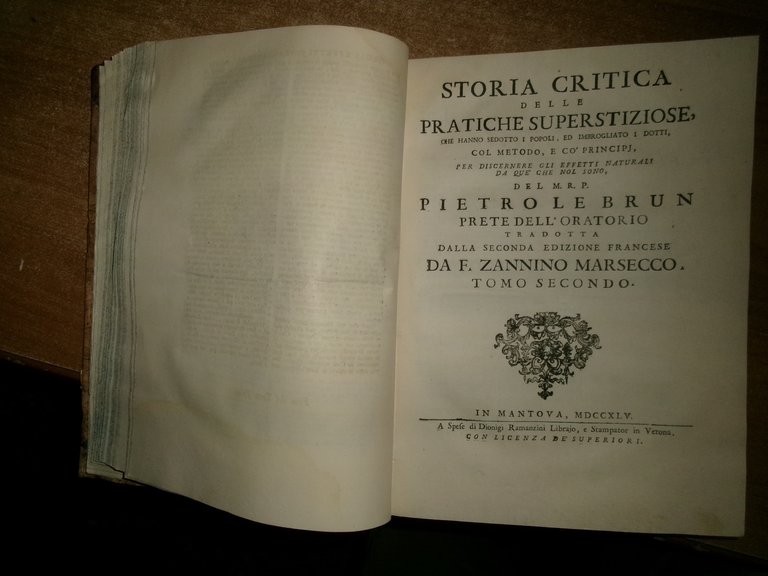 STORIA CRITICA
DELLE
PRATICHE SUPERSTIZIOSE,
CHE HANNO SEDOTTO I POPOLI, ED IMBROGLIATO I DOTTI,
COL METODO, E CO' PRINCIPJ,
PER DISCERNERE GLI EFFETTI NATURALI
DA QUE' CHE NOL SONO,
DEL M. R. P.
PIETRO LE BRUN
PRETE DELL'ORATORIO
TRADOTTA
DALLA SECONDA EDIZIONE FRANCESE
DA F. ZANNINO MARSECCO.
TOMO SECONDO.
IN MANTOVA, MDCCXLV.
A Spese di Dionigi Ramanzini Librajo, e Stampator in Verona,
CON LICENZA DE' SUPERIORI.